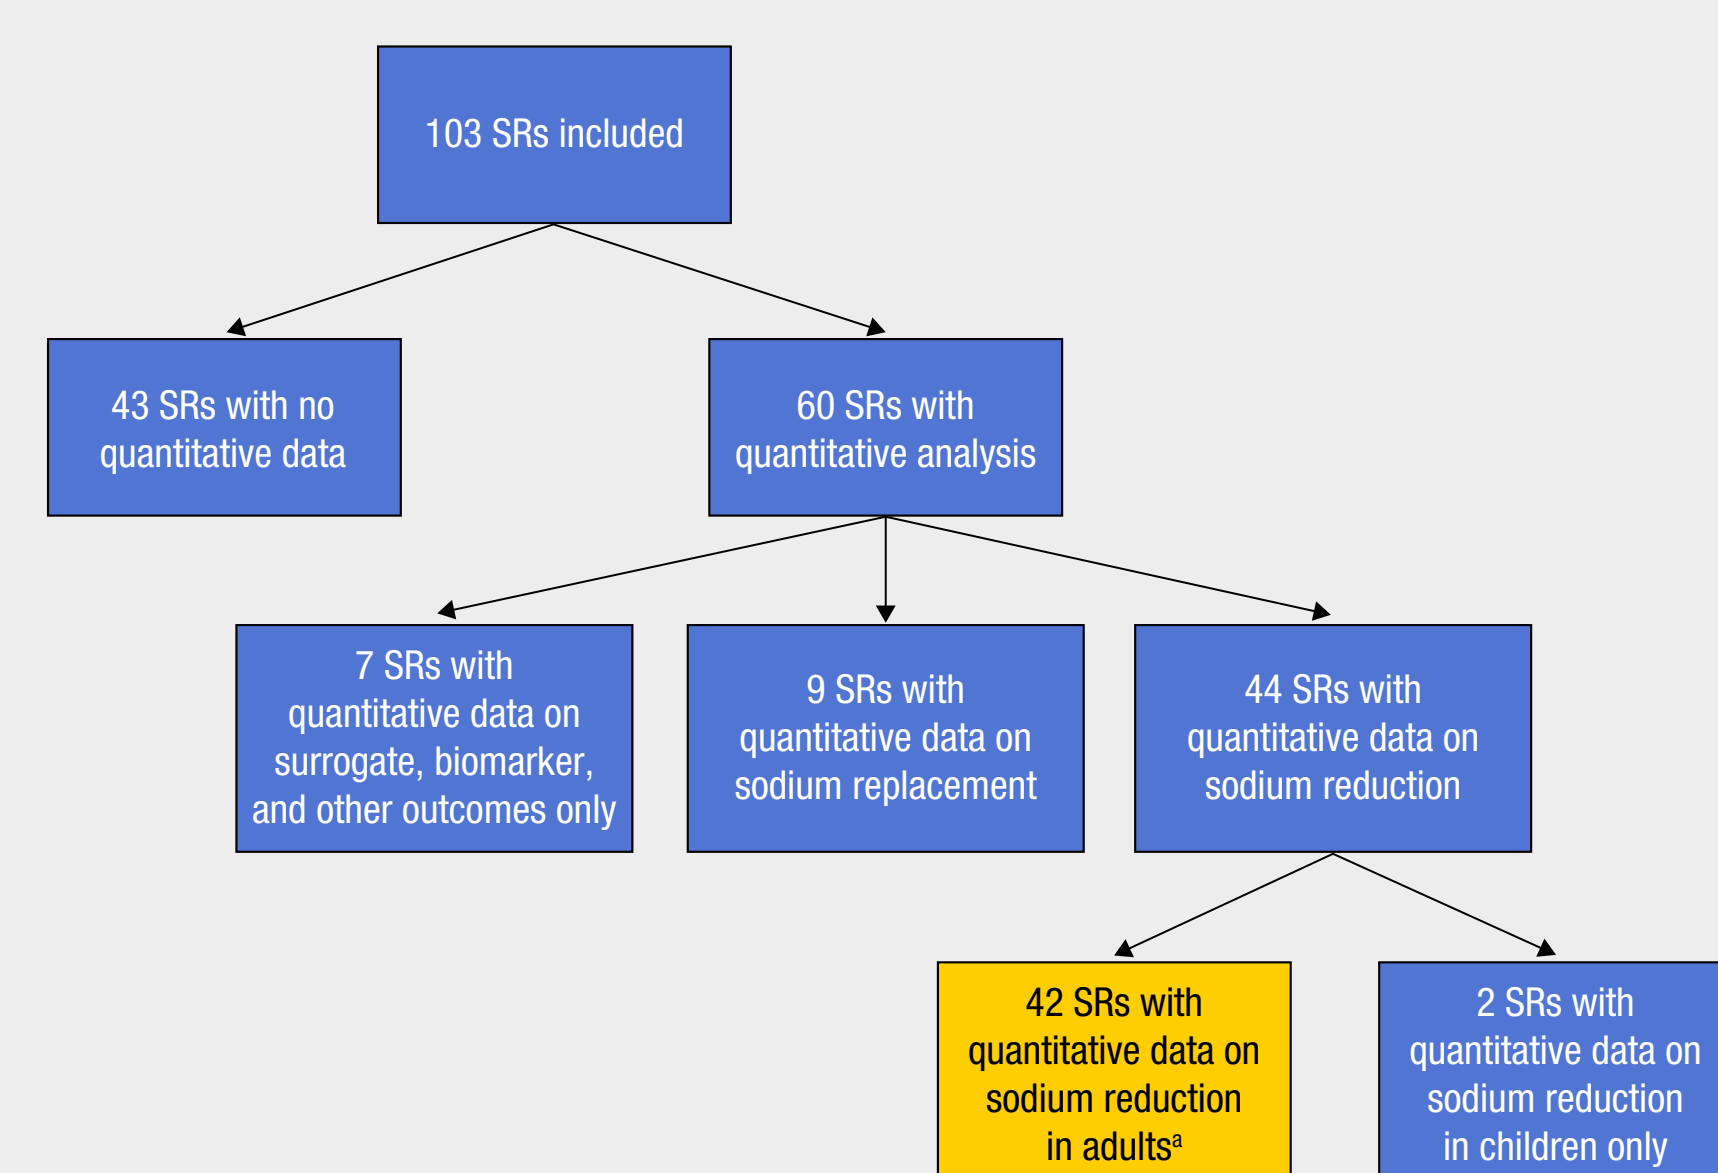 103 SRs included
43 SRs with no
quantitative data
60 SRs with
quantitative analysis
7 SRs with
quantitative data on
surrogate, biomarker,
and other outcomes only
9 SRs with
quantitative data on
sodium replacement
44 SRs with
quantitative data on
sodium reduction
42 SRs with
quantitative data on
sodium reduction
in adultsᵃ
2 SRs with
quantitative data on
sodium reduction
in children only